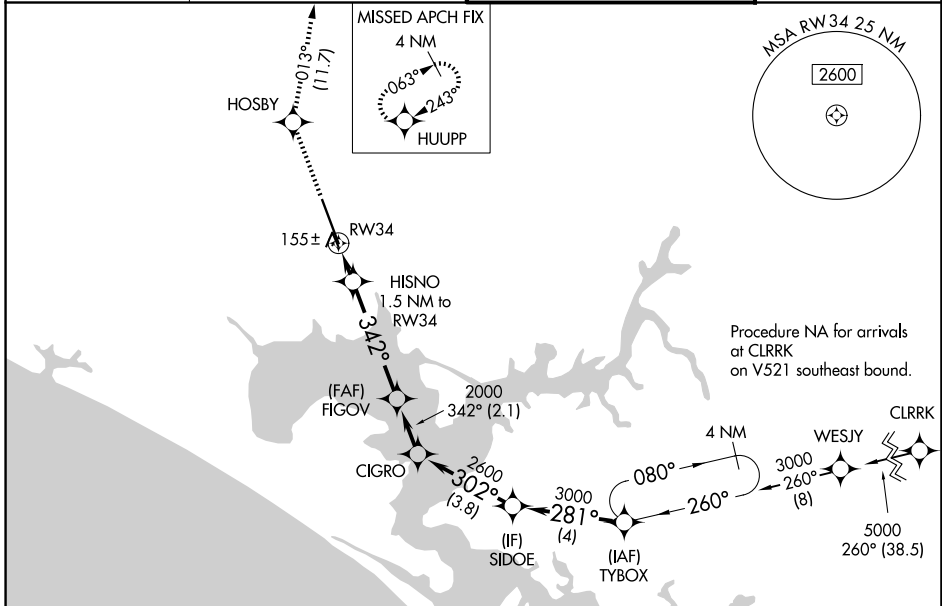 MISSED APCH FIX
4 NM
063°
243°
HUUPP
013°
(11.7)
HOSBY
MSA RW34 25 NM
2600
155±
RW34
HISNO
1.5 NM to
RW34
342°
(FAF)
FIGOV
2000
342° (2.1)
CIGRO
2600
302°
(3.8)
(IF)
SIDOE
3000
281°
(4)
(IAF)
TYBOX
080°
4 NM
260°
WESJY
3000
260°
(8)
CLRRK
5000
260° (38.5)
Procedure NA for arrivals
at CLRRK
on V521 southeast bound.